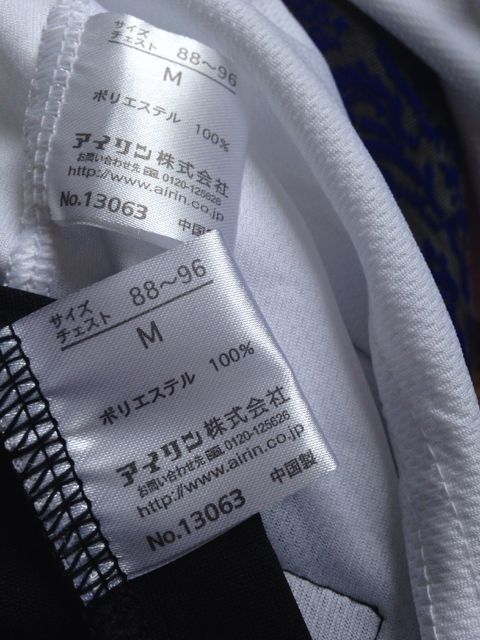 サイズ
チェスト 88~96
M
ポリエステル 100%
アイリン株式会社
お問い合わせ先 0120-125626
http://www.airin.co.jp
No.13063 中国製
サイズ
チェスト 88~96
M
ポリエステル 100%
アイリン株式会社
お問い合わせ先 0120-125626
http://www.airin.co.jp
No.13063 中国製